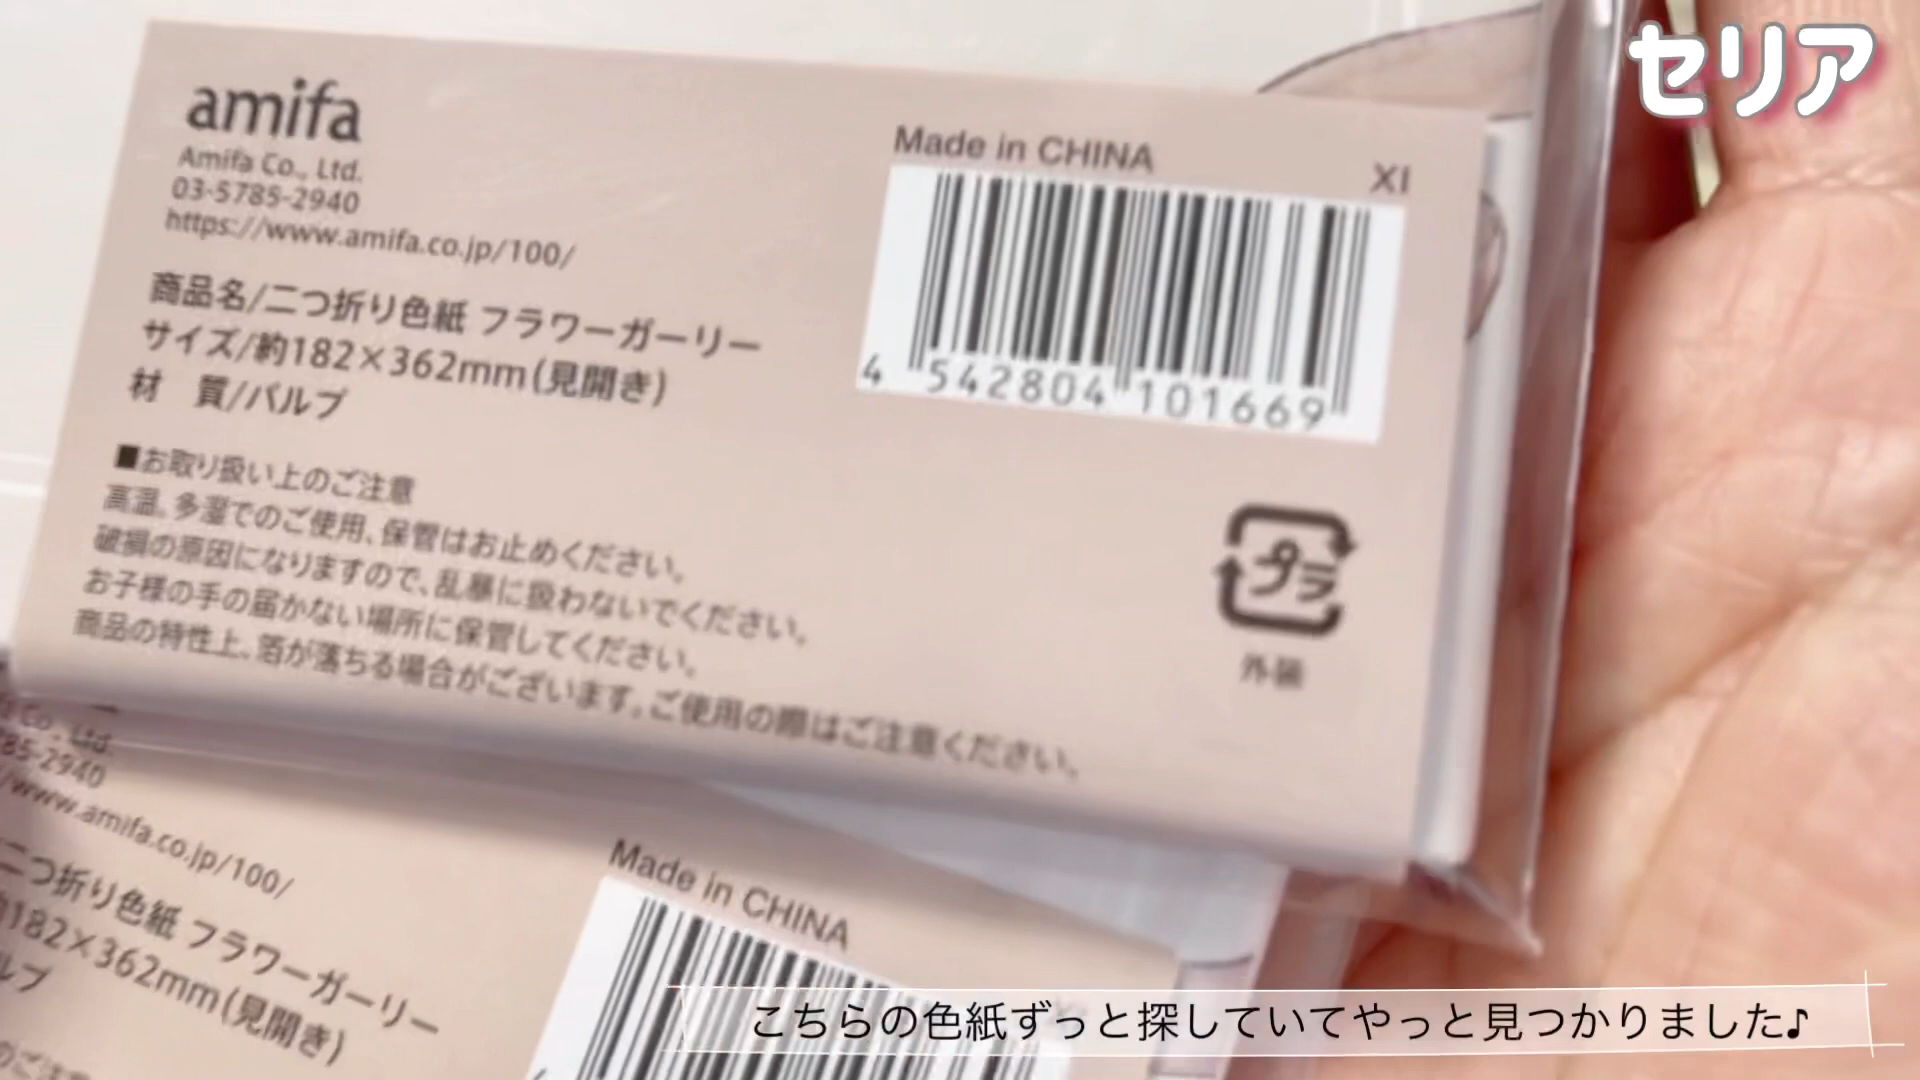 セリア
amifa
Amifa Co., Ltd.
03-5785-2940
https://www.amifa.co.jp/100/
商品名/二つ折り色紙 フラワーガーリー
サイズ/約182×362mm(見開き)
材 質/パルプ
■お取り扱い上のご注意
高温、多湿でのご使用、保管はお止めください。
破損の原因になりますので、乱暴に扱わないでください。
お子様の手の届かない場所に保管してください。
商品の特性上、箔が落ちる場合がございます。ご使用の際はご注意ください。
Made in CHINA
XI
4 542804 101669
プラ
外装
Co., Ltd.
85-2940
/www.amifa.co.jp/100/
二つ折り色紙 フラワーガーリー
182×362mm(見開き)
ルプ
のご注意
Made in CHINA
こちらの色紙ずっと探していてやっと見つかりました♪